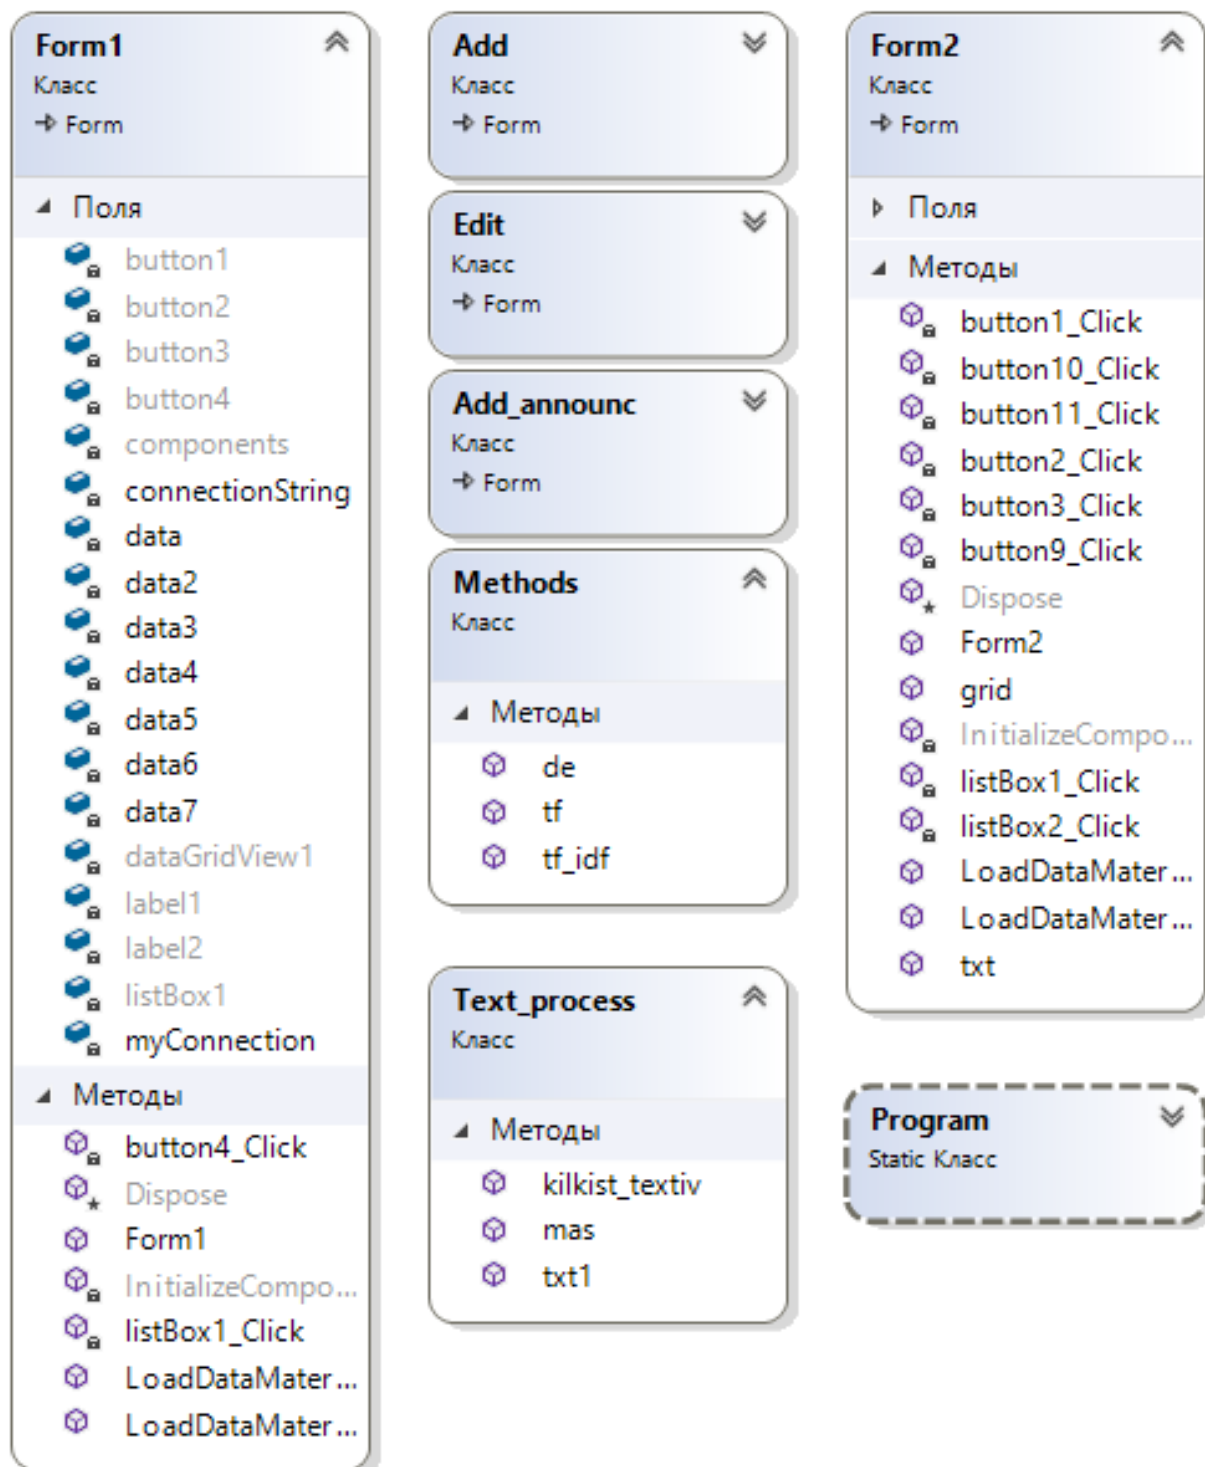 Form1
Класс
Form
Поля
button1
button2
button3
button4
components
connectionString
data
data2
data3
data4
data5
data6
data7
dataGridView1
label1
label2
listBox1
myConnection
Методы
button4_Click
Dispose
Form1
InitializeCompo...
listBox1_Click
LoadDataMater...
LoadDataMater...
Add
Класс
Form
Edit
Класс
Form
Add_announc
Класс
Form
Methods
Класс
Методы
de
tf
tf_idf
Text_process
Класс
Методы
kilkist_textiv
mas
txt1
Form2
Класс
Form
Поля
Методы
button1_Click
button10_Click
button11_Click
button2_Click
button3_Click
button9_Click
Dispose
Form2
grid
InitializeCompo...
listBox1_Click
listBox2_Click
LoadDataMater...
LoadDataMater...
txt
Program
Static Класс